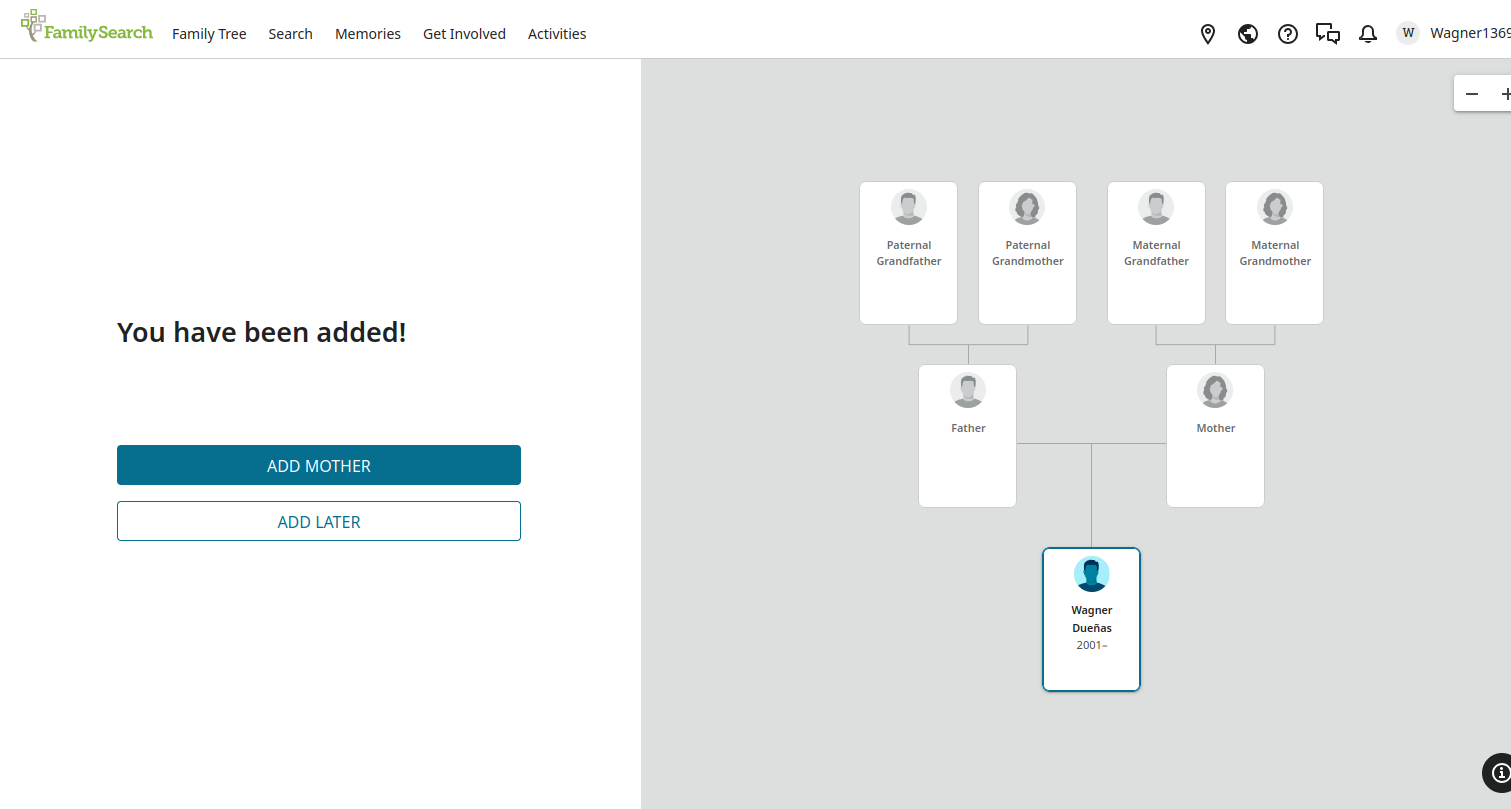 FamilySearch
Family Tree Search Memories Get Involved Activities
W Wagner1369
You have been added!
ADD MOTHER
ADD LATER
Paternal
Grandfather
Paternal
Grandmother
Maternal
Grandfather
Maternal
Grandmother
Father
Mother
Wagner
Dueñas
2001–